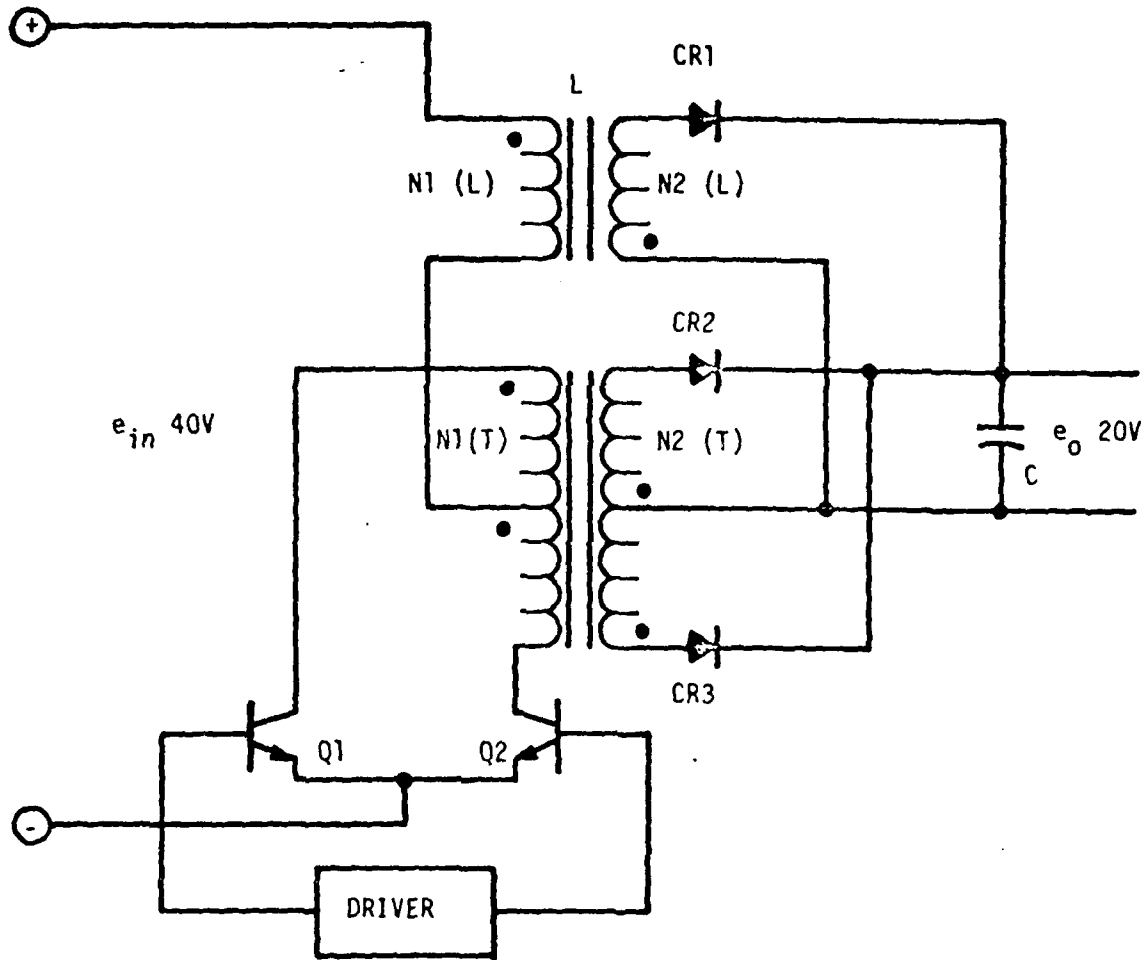 +
CR1
L
N1 (L)
N2 (L)
CR2
e_in 40V
N1(T)
N2 (T)
e_o 20V
C
CR3
Q1
Q2
-
DRIVER